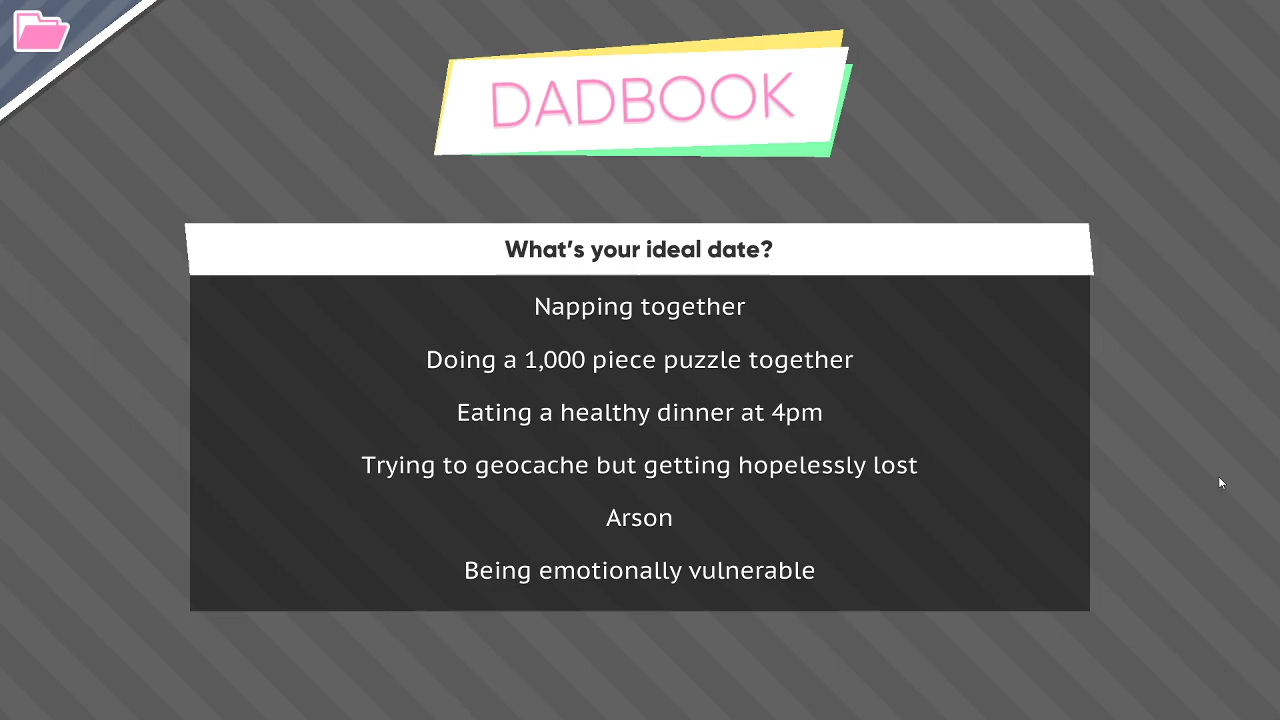 DADBOOK
What's your ideal date?
Napping together
Doing a 1,000 piece puzzle together
Eating a healthy dinner at 4pm
Trying to geocache but getting hopelessly lost
Arson
Being emotionally vulnerable